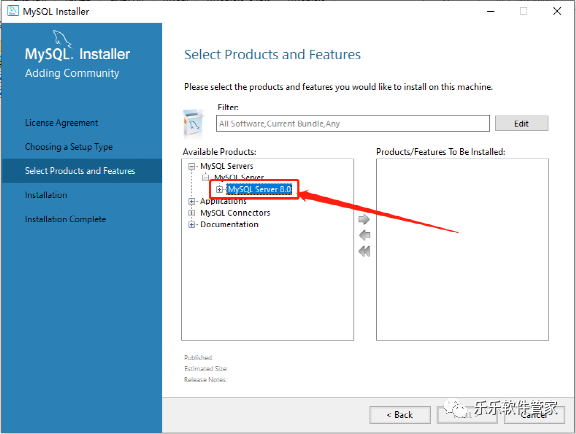 MySQL Installer
MySQL. Installer
Adding Community
License Agreement
Choosing a Setup Type
Select Products and Features
Installation
Installation Complete
Select Products and Features
Please select the products and features you would like to install on this machine.
Filter:
All Software,Current Bundle,Any
Edit
Available Products:
MySQL Servers
MySQL Server
MySQL Server 8.0
Applications
MySQL Connectors
Documentation
Products/Features To Be Installed:
Published
Estimated Size
Release Notes:
< Back
Cancel
乐乐软件管家